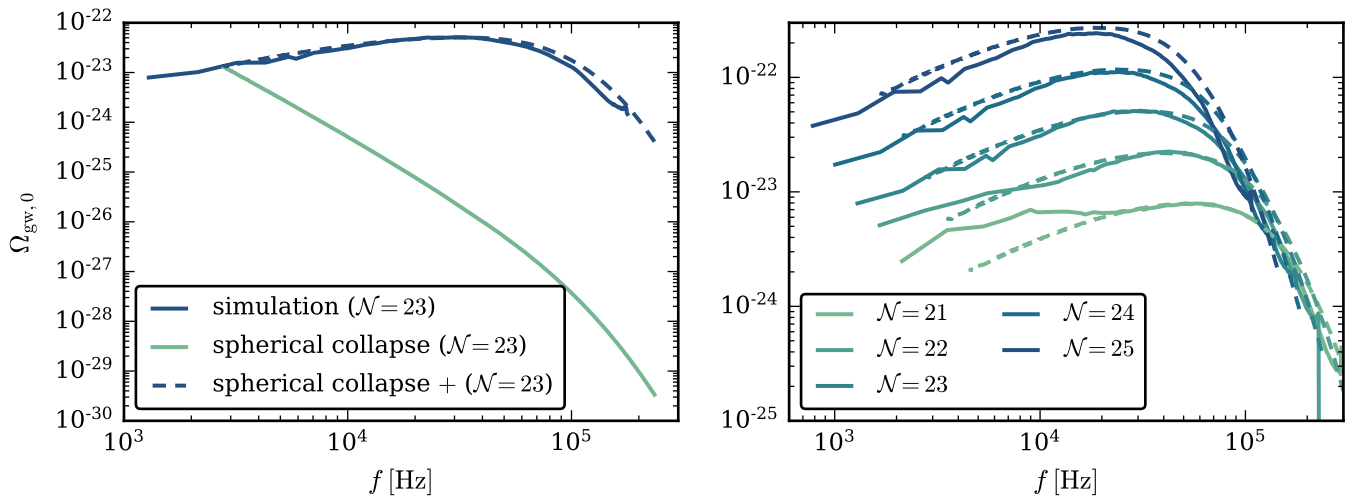 Ω_gw,0
10^-22
10^-23
10^-24
10^-25
10^-26
10^-27
10^-28
10^-29
10^-30
simulation (𝒩=23)
spherical collapse (𝒩=23)
spherical collapse + (𝒩=23)
10^3
10^4
10^5
f [Hz]
10^-22
10^-23
10^-24
10^-25
𝒩=21
𝒩=22
𝒩=23
𝒩=24
𝒩=25
10^3
10^4
10^5
f [Hz]